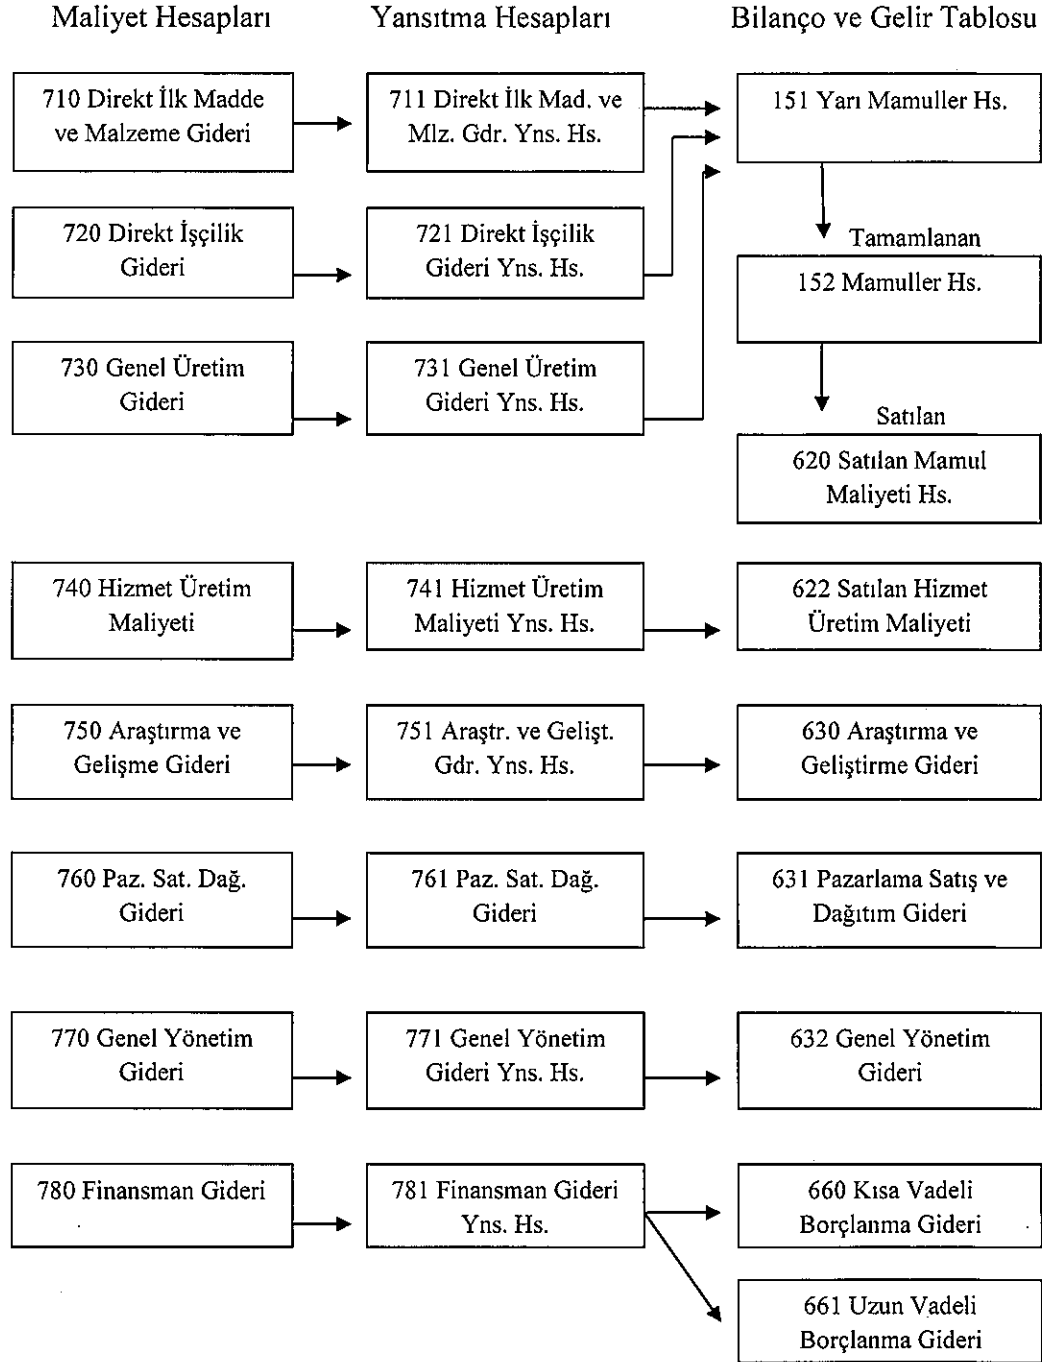 Maliyet Hesapları
Yansıtma Hesapları
Bilanço ve Gelir Tablosu
710 Direkt İlk Madde
ve Malzeme Gideri
711 Direkt İlk Mad. ve
Mlz. Gdr. Yns. Hs.
151 Yarı Mamuller Hs.
720 Direkt İşçilik
Gideri
721 Direkt İşçilik
Gideri Yns. Hs.
Tamamlanan
152 Mamuller Hs.
730 Genel Üretim
Gideri
731 Genel Üretim
Gideri Yns. Hs.
Satılan
620 Satılan Mamul
Maliyeti Hs.
740 Hizmet Üretim
Maliyeti
741 Hizmet Üretim
Maliyeti Yns. Hs.
622 Satılan Hizmet
Üretim Maliyeti
750 Araştırma ve
Gelişme Gideri
751 Araştr. ve Gelişt.
Gdr. Yns. Hs.
630 Araştırma ve
Geliştirme Gideri
760 Paz. Sat. Dağ.
Gideri
761 Paz. Sat. Dağ.
Gideri
631 Pazarlama Satış ve
Dağıtım Gideri
770 Genel Yönetim
Gideri
771 Genel Yönetim
Gideri Yns. Hs.
632 Genel Yönetim
Gideri
780 Finansman Gideri
781 Finansman Gideri
Yns. Hs.
660 Kısa Vadeli
Borçlanma Gideri
661 Uzun Vadeli
Borçlanma Gideri